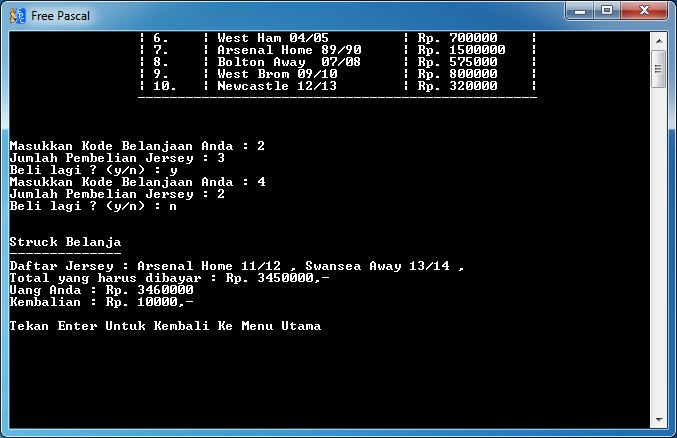 Free Pascal
¦ 6. ¦ West Ham 04/05 ¦ Rp. 700000 ¦
¦ 7. ¦ Arsenal Home 89/90 ¦ Rp. 1500000 ¦
¦ 8. ¦ Bolton Away 07/08 ¦ Rp. 575000 ¦
¦ 9. ¦ West Brom 09/10 ¦ Rp. 800000 ¦
¦ 10. ¦ Newcastle 12/13 ¦ Rp. 320000 ¦
--------------------------------------------------
Masukkan Kode Belanjaan Anda : 2
Jumlah Pembelian Jersey : 3
Beli lagi ? (y/n) : y
Masukkan Kode Belanjaan Anda : 4
Jumlah Pembelian Jersey : 2
Beli lagi ? (y/n) : n
Struck Belanja
--------------
Daftar Jersey : Arsenal Home 11/12 , Swansea Away 13/14 ,
Total yang harus dibayar : Rp. 3450000,-
Uang Anda : Rp. 3460000
Kembalian : Rp. 10000,-
Tekan Enter Untuk Kembali Ke Menu Utama